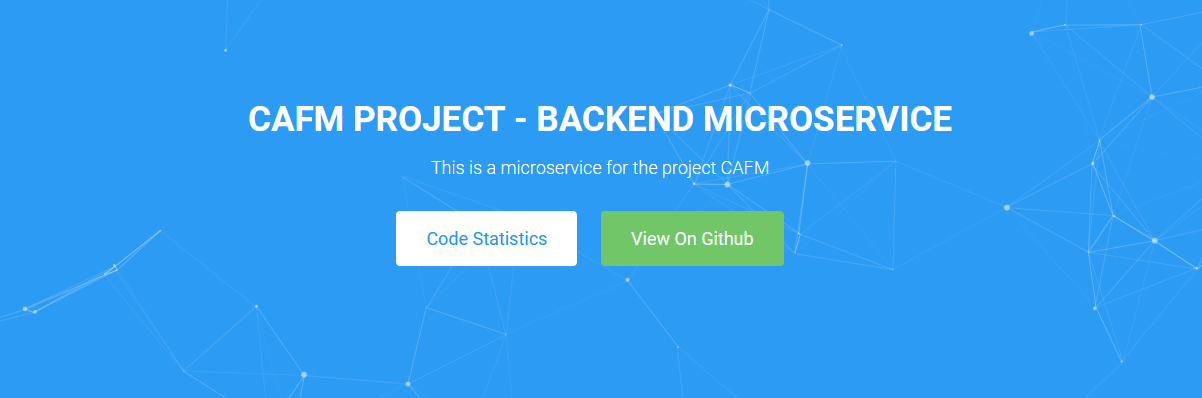 CAFM PROJECT - BACKEND MICROSERVICE
This is a microservice for the project CAFM
Code Statistics
View On Github